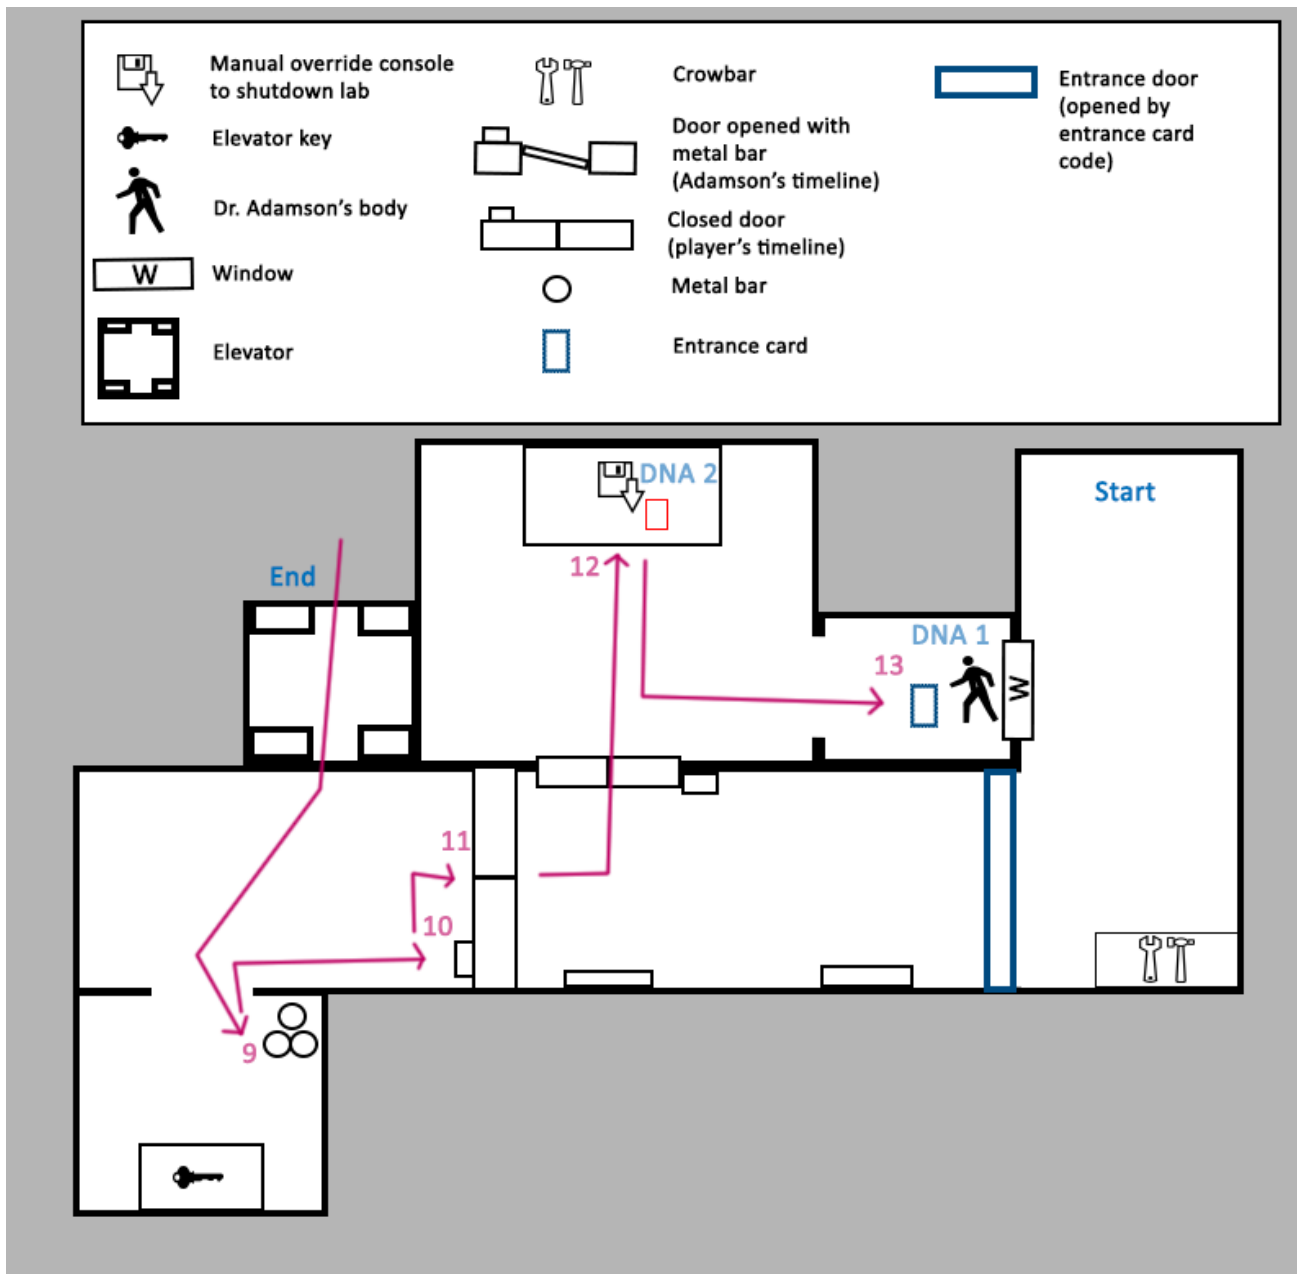 Manual override console
to shutdown lab
Elevator key
Dr. Adamson's body
W
Window
Elevator
Crowbar
Door opened with
metal bar
(Adamson's timeline)
Closed door
(player's timeline)
Metal bar
Entrance card
Entrance door
(opened by
entrance card
code)
DNA 2
Start
12
End
DNA 1
13
W
11
10
9